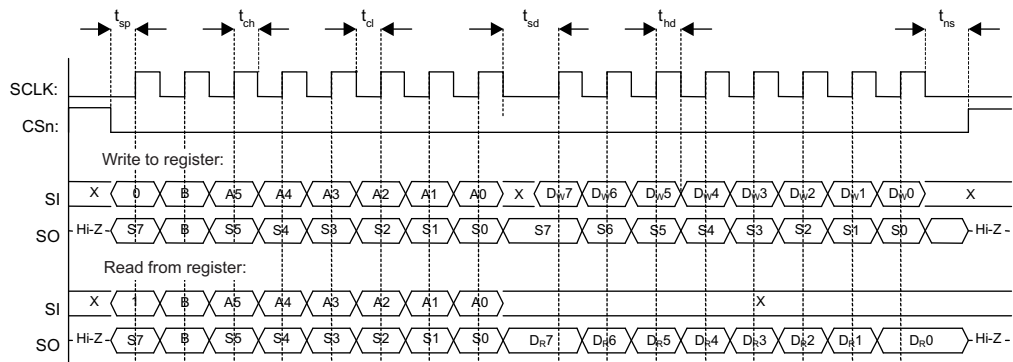 tsp tch tcl tsd thd tns
SCLK:
CSn:
Write to register:
SI X 0 B A5 A4 A3 A2 A1 A0 X DW7 DW6 DW5 DW4 DW3 DW2 DW1 DW0 X
SO Hi-Z S7 B S5 S4 S3 S2 S1 S0 S7 S6 S5 S4 S3 S2 S1 S0 Hi-Z
Read from register:
SI X 1 B A5 A4 A3 A2 A1 A0 X
SO Hi-Z S7 B S5 S4 S3 S2 S1 S0 DR7 DR6 DR5 DR4 DR3 DR2 DR1 DR0 Hi-Z